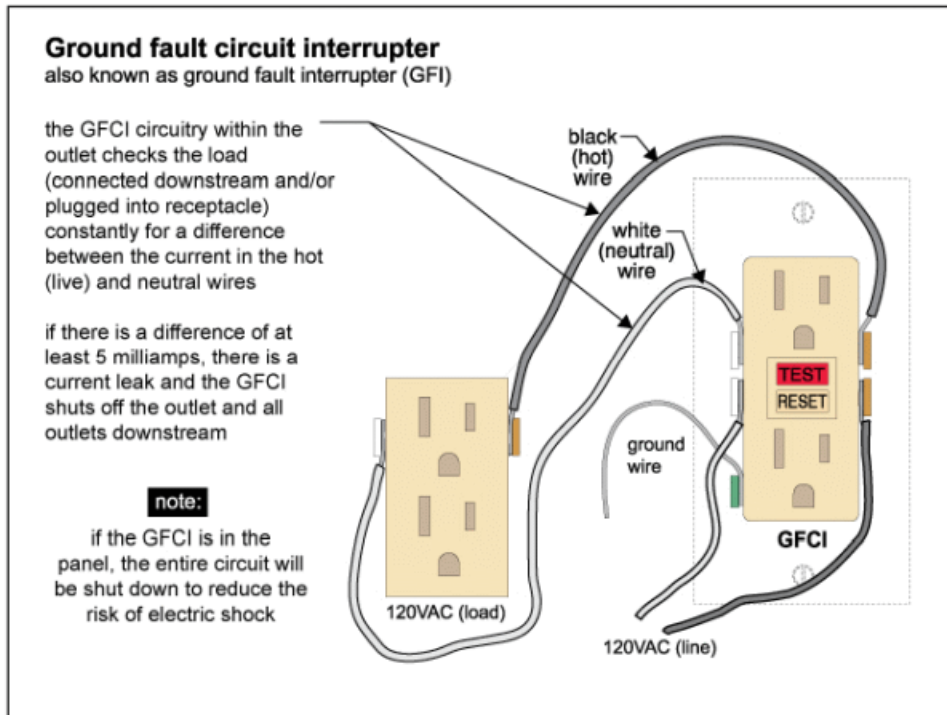 Ground fault circuit interrupter
also known as ground fault interrupter (GFI)
the GFCI circuitry within the
outlet checks the load
(connected downstream and/or
plugged into receptacle)
constantly for a difference
between the current in the hot
(live) and neutral wires
if there is a difference of at
least 5 milliamps, there is a
current leak and the GFCI
shuts off the outlet and all
outlets downstream
note:
if the GFCI is in the
panel, the entire circuit will
be shut down to reduce the
risk of electric shock
black
(hot)
wire
white
(neutral)
wire
TEST
RESET
ground
wire
GFCI
120VAC (load)
120VAC (line)